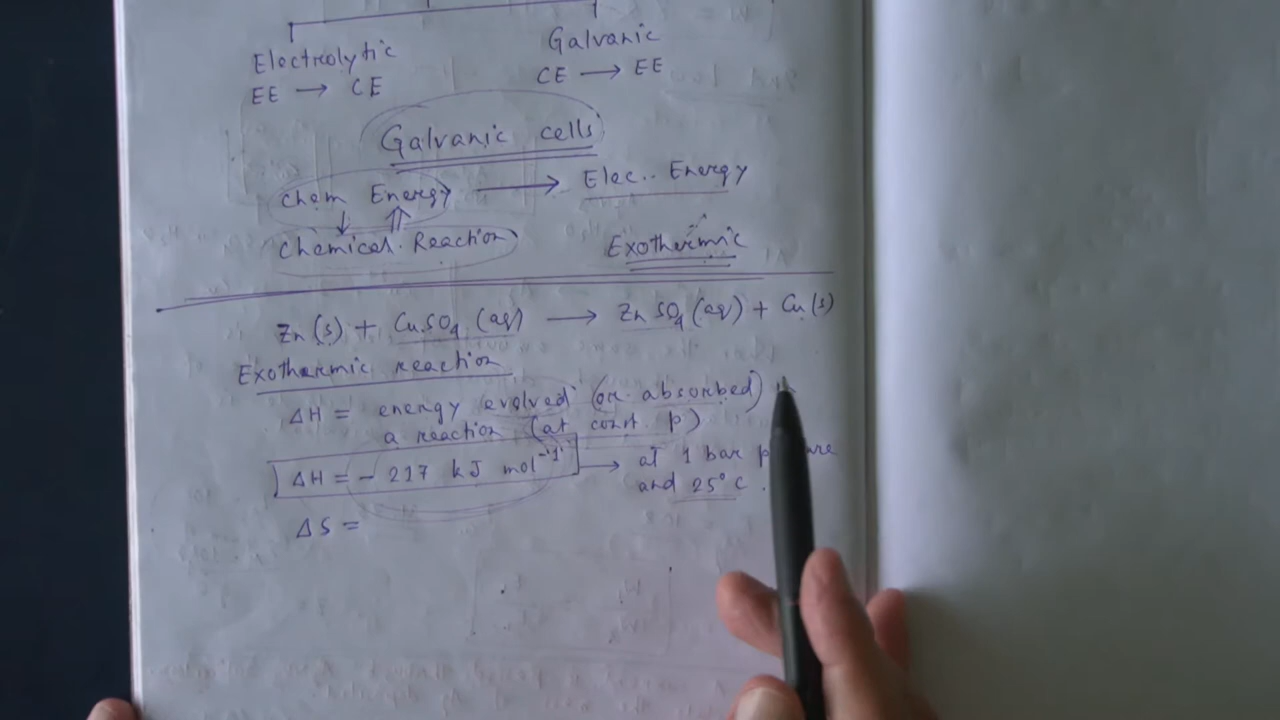 Electrolytic
Galvanic
EE → CE
CE → EE
Galvanic cells
Chem Energy → Elec.. Energy
Chemical Reaction
Exothermic
Zn(s) + CuSO4 (aq) → ZnSO4 (aq) + Cu(s)
Exothermic reaction
ΔH = energy evolved (or absorbed)
a reaction (at const. p)
ΔH = - 217 kJ mol⁻¹ → at 1 bar
and 25° C.
ΔS =